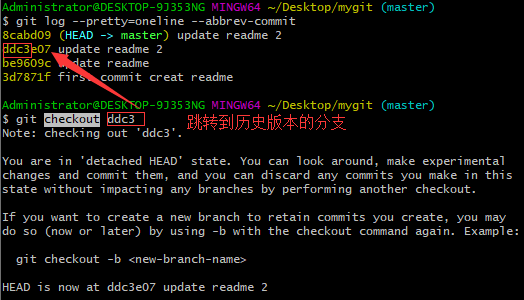 Administrator@DESKTOP-9J353NG MINGW64 ~/Desktop/mygit (master)
$ git log --pretty=oneline --abbrev-commit
8cabd09 (HEAD -> master) update readme 2
ddc3e07 update readme 2
be9609c update readme
3d7871f first commit creat readme
Administrator@DESKTOP-9J353NG MINGW64 ~/Desktop/mygit (master)
$ git checkout ddc3 跳转到历史版本的分支
Note: checking out 'ddc3'.
You are in 'detached HEAD' state. You can look around, make experimental
changes and commit them, and you can discard any commits you make in this
state without impacting any branches by performing another checkout.
If you want to create a new branch to retain commits you create, you may
do so (now or later) by using -b with the checkout command again. Example:
git checkout -b <new-branch-name>
HEAD is now at ddc3e07 update readme 2